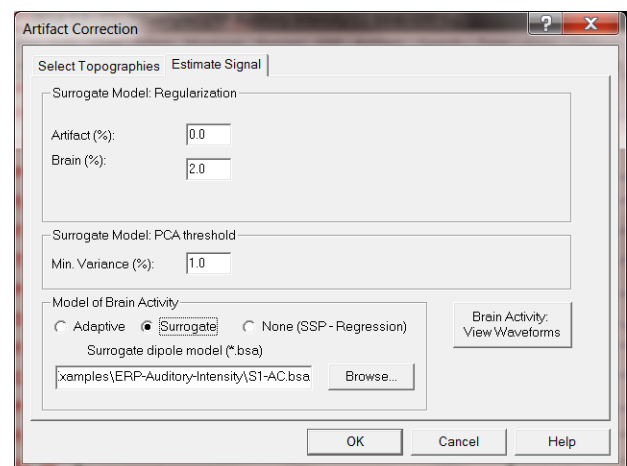 Artifact Correction
Select Topographies Estimate Signal
Surrogate Model: Regularization
Artifact (%): 0.0
Brain (%): 2.0
Surrogate Model: PCA threshold
Min. Variance (%): 1.0
Model of Brain Activity
Adaptive Surrogate None (SSP - Regression)
Surrogate dipole model (*.bsa)
xamples\ERP-Auditory-Intensity\S1-AC.bsa Browse...
Brain Activity:
View Waveforms
OK Cancel Help